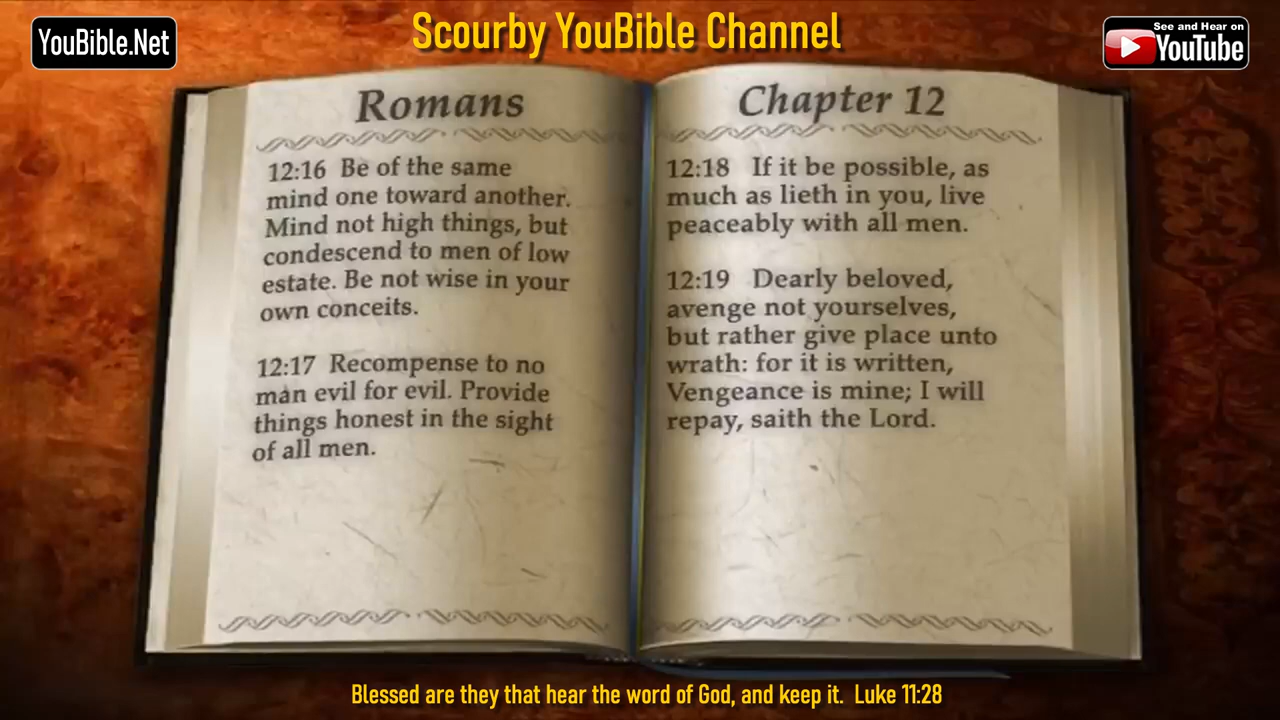 Scourby YouBible Channel
YouBible.Net
See and Hear on
YouTube
Romans
12:16 Be of the same
mind one toward another.
Mind not high things, but
condescend to men of low
estate. Be not wise in your
own conceits.
12:17 Recompense to no
man evil for evil. Provide
things honest in the sight
of all men.
Chapter 12
12:18 If it be possible, as
much as lieth in you, live
peaceably with all men.
12:19 Dearly beloved,
avenge not yourselves,
but rather give place unto
wrath: for it is written,
Vengeance is mine; I will
repay, saith the Lord.
Blessed are they that hear the word of God, and keep it. Luke 11:28